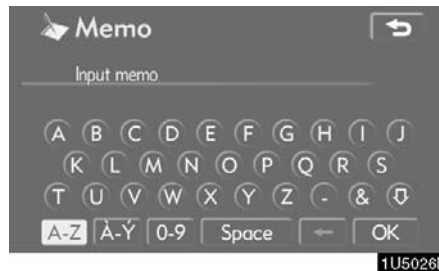 Memo
Input memo
A B C D E F G H I J
K L M N O P Q R S
T U V W X Y Z - &
A-Z À-Ý 0-9 Space ← OK
1U5026